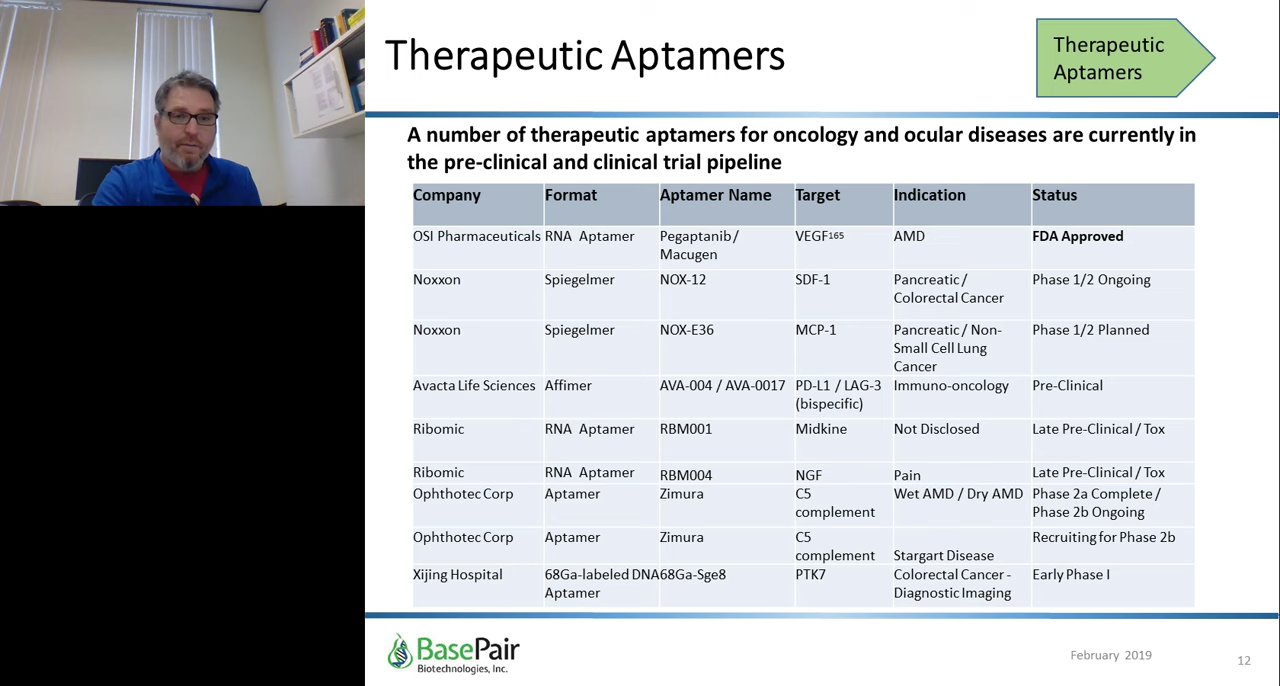 Therapeutic Aptamers
Therapeutic
Aptamers
A number of therapeutic aptamers for oncology and ocular diseases are currently in
the pre-clinical and clinical trial pipeline
Company Format Aptamer Name Target Indication Status
OSI Pharmaceuticals RNA Aptamer Pegaptanib/ VEGF165 AMD FDA Approved
Macugen
Noxxon Spiegelmer NOX-12 SDF-1 Pancreatic / Phase 1/2 Ongoing
Colorectal Cancer
Noxxon Spiegelmer NOX-E36 MCP-1 Pancreatic / Non- Phase 1/2 Planned
Small Cell Lung
Cancer
Avacta Life Sciences Affimer AVA-004 / AVA-0017 PD-L1 / LAG-3 Immuno-oncology Pre-Clinical
(bispecific)
Ribomic RNA Aptamer RBM001 Midkine Not Disclosed Late Pre-Clinical / Tox
Ribomic RNA Aptamer RBM004 NGF Pain Late Pre-Clinical / Tox
Ophthotec Corp Aptamer Zimura C5 Wet AMD / Dry AMD Phase 2a Complete /
complement Phase 2b Ongoing
Ophthotec Corp Aptamer Zimura C5 Recruiting for Phase 2b
complement Stargart Disease
Xijing Hospital 68Ga-labeled DNA 68Ga-Sge8 PTK7 Colorectal Cancer - Early Phase I
Aptamer Diagnostic Imaging
BasePair
Biotechnologies, Inc.
February 2019
12